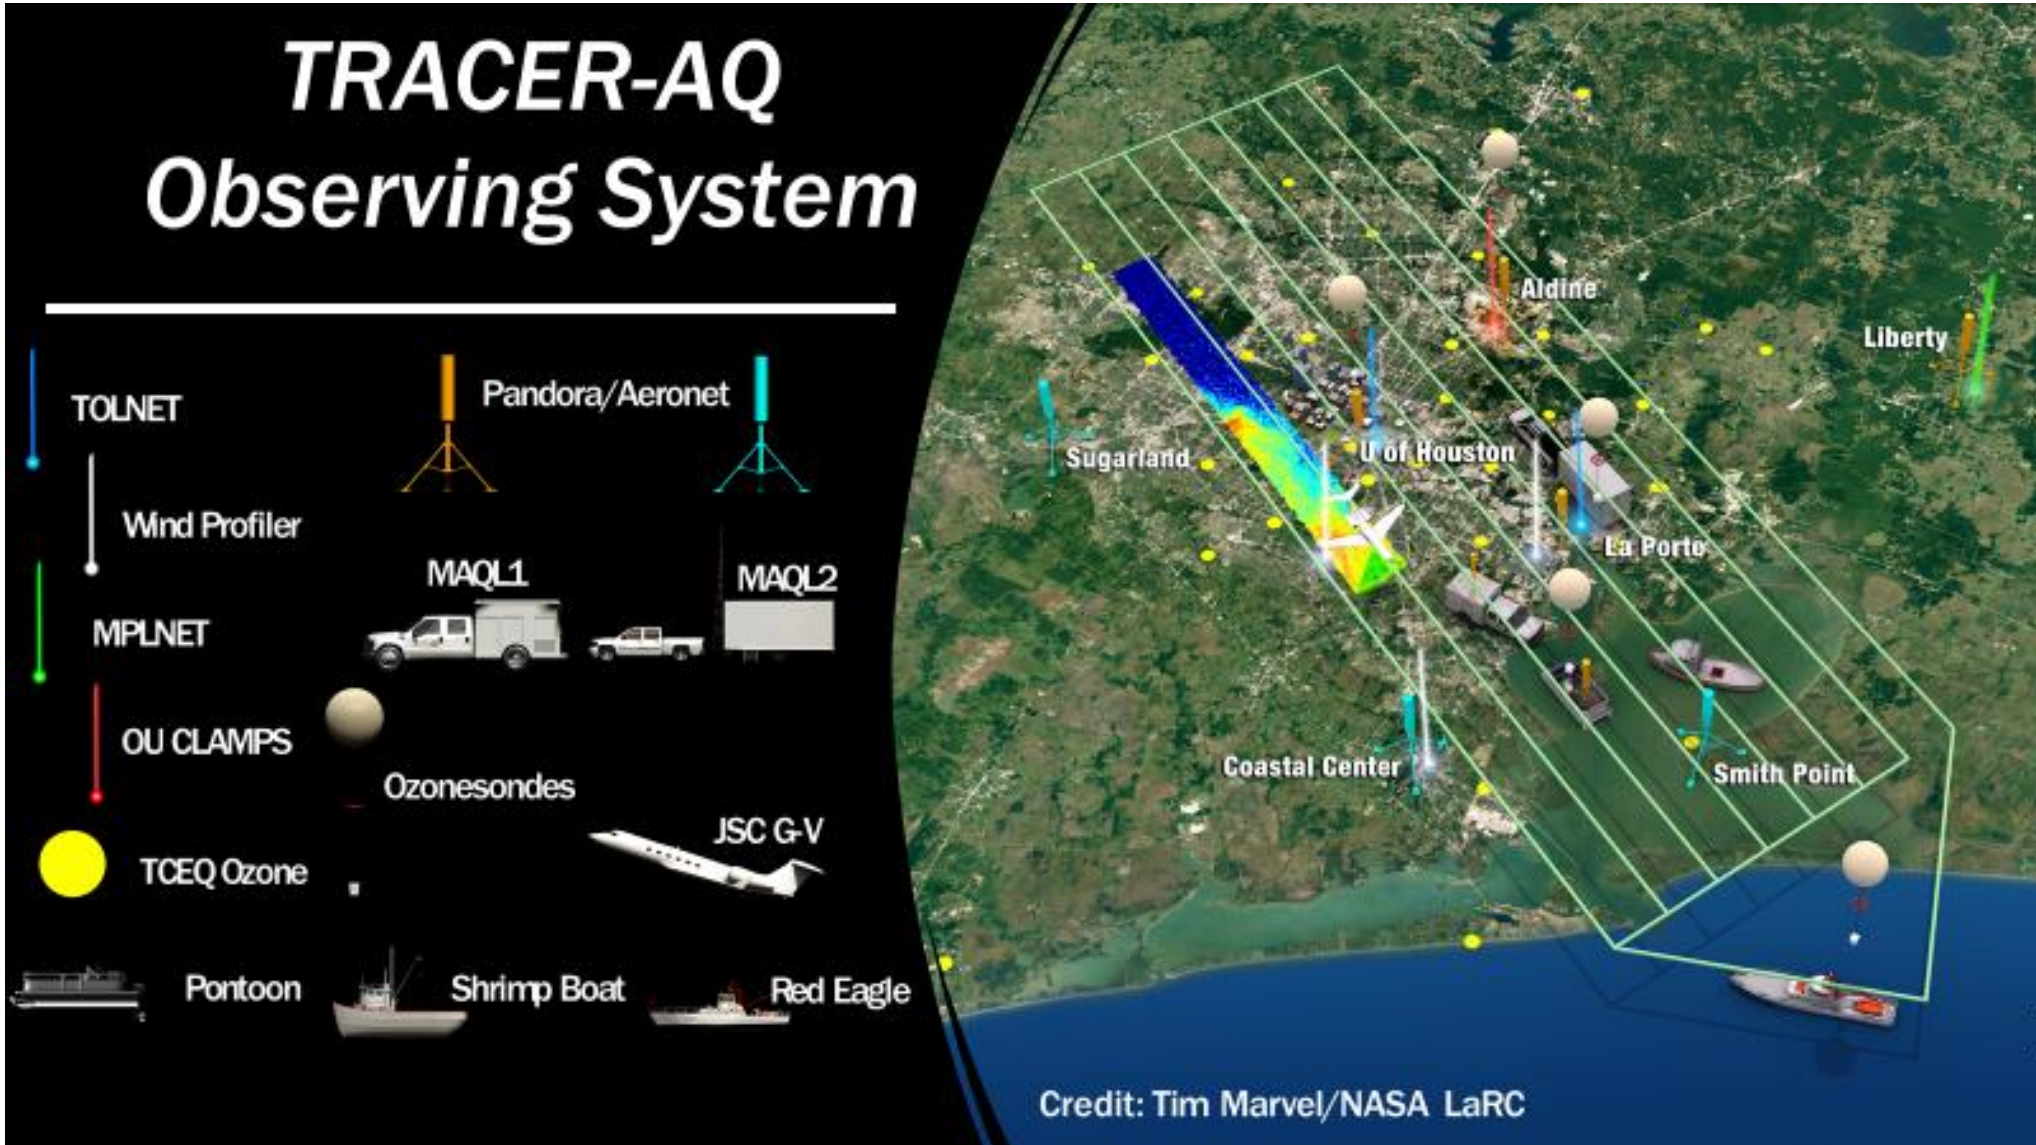 TRACER-AQ
Observing System
TOLNET
Pandora/Aeronet
Wind Profiler
MAQL1
MAQL2
MPLNET
OU CLAMPS
Ozonesondes
JSC G-V
TCEQ Ozone
Pontoon
Shrimp Boat
Red Eagle
Aldine
Liberty
Sugarland
U of Houston
La Porte
Coastal Center
Smith Point
Credit: Tim Marvel/NASA LaRC